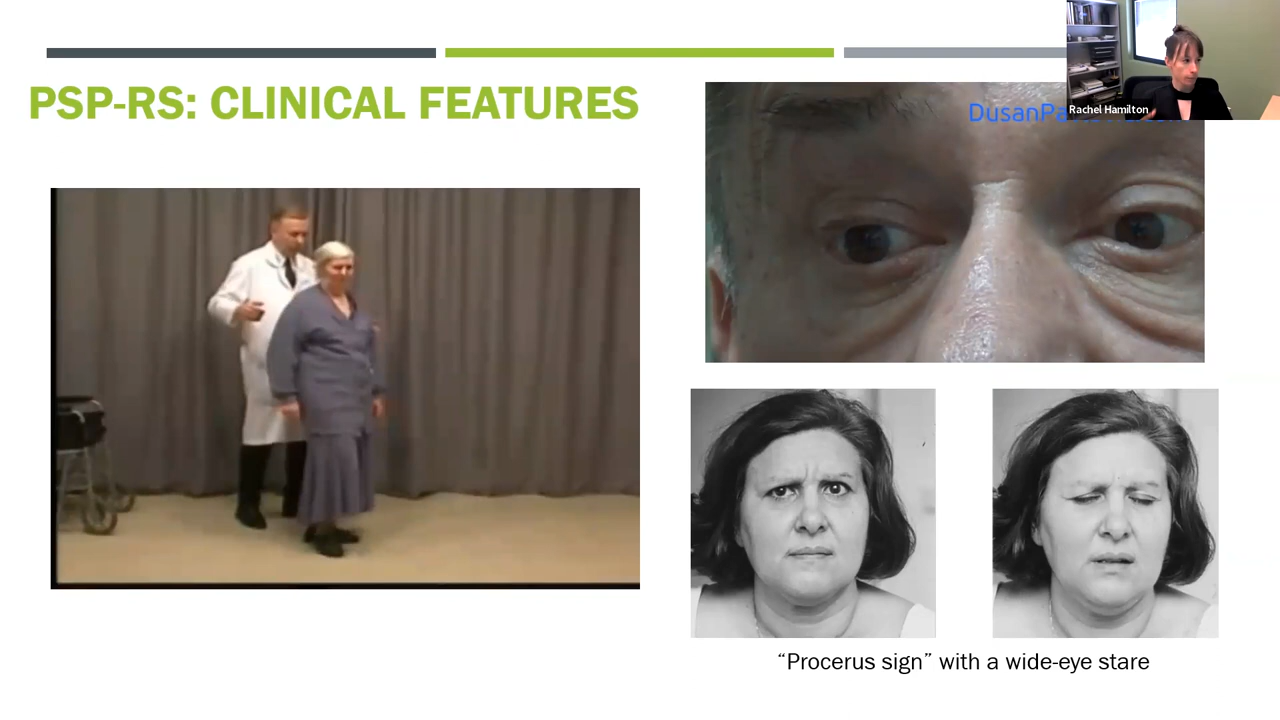 PSP-RS: CLINICAL FEATURES
Rachel Hamilton
“Procerus sign” with a wide-eye stare